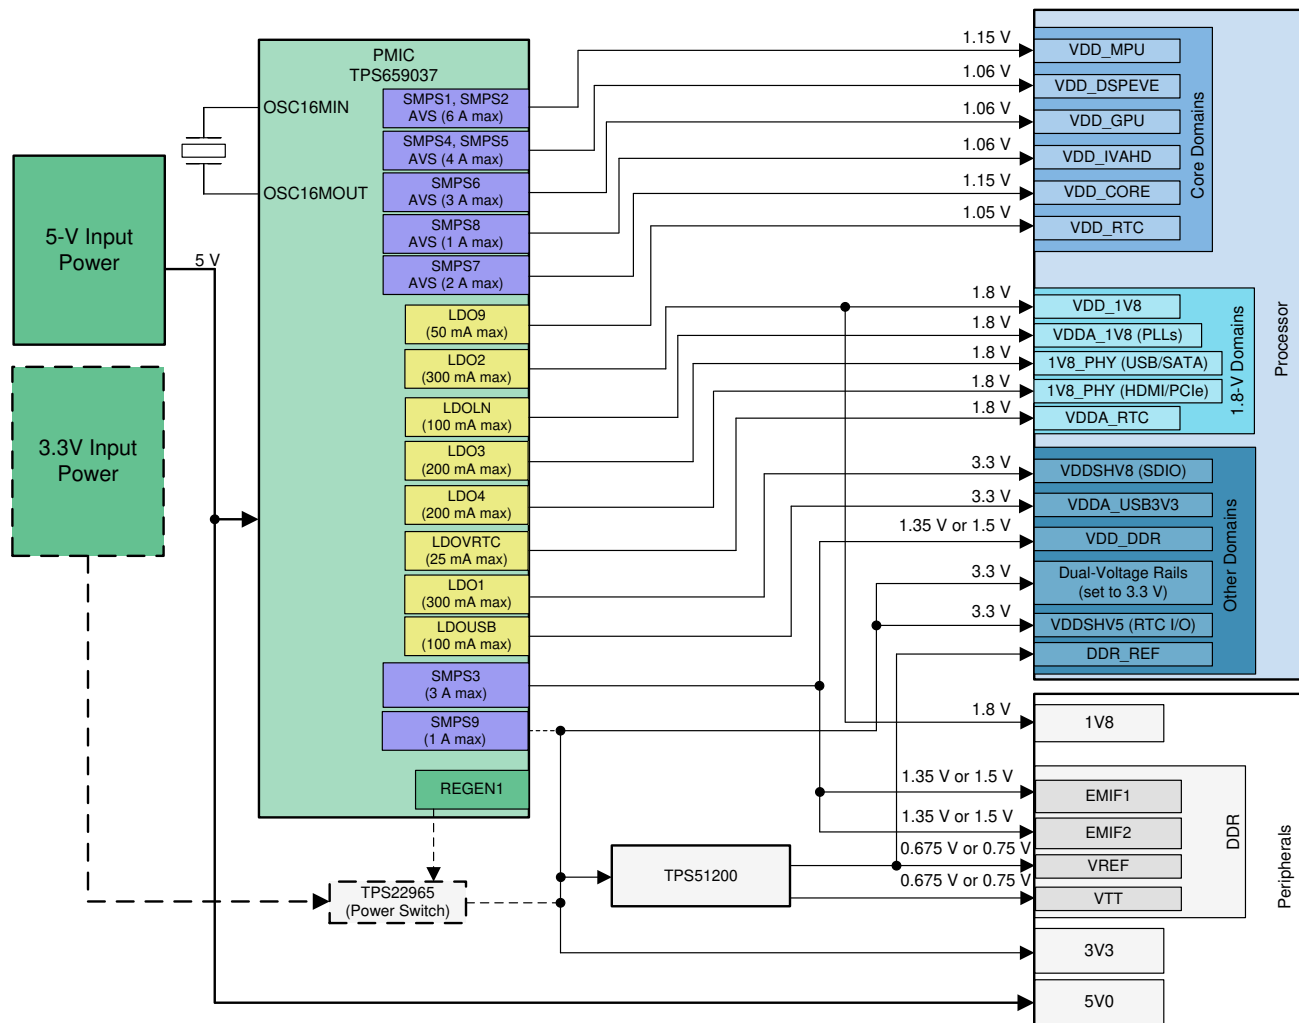 PMIC
TPS659037
OSC16MIN
OSC16MOUT
SMPS1, SMPS2
AVS (6 A max)
SMPS4, SMPS5
AVS (4 A max)
SMPS6
AVS (3 A max)
SMPS8
AVS (1 A max)
SMPS7
AVS (2 A max)
LDO9
(50 mA max)
LDO2
(300 mA max)
LDOLN
(100 mA max)
LDO3
(200 mA max)
LDO4
(200 mA max)
LDOVRTC
(25 mA max)
LDO1
(300 mA max)
LDOUSB
(100 mA max)
SMPS3
(3 A max)
SMPS9
(1 A max)
REGEN1
5-V Input
Power
5 V
3.3V Input
Power
TPS22965
(Power Switch)
TPS51200
1.15 V
1.06 V
1.06 V
1.06 V
1.15 V
1.05 V
1.8 V
1.8 V
1.8 V
1.8 V
1.8 V
3.3 V
3.3 V
1.35 V or 1.5 V
3.3 V
3.3 V
1.8 V
1.35 V or 1.5 V
1.35 V or 1.5 V
0.675 V or 0.75 V
0.675 V or 0.75 V
VDD_MPU
VDD_DSPEVE
VDD_GPU
VDD_IVAHD
VDD_CORE
VDD_RTC
Core Domains
VDD_1V8
VDDA_1V8 (PLLs)
1V8_PHY (USB/SATA)
1V8_PHY (HDMI/PCIe)
VDDA_RTC
1.8-V Domains
VDDSHV8 (SDIO)
VDDA_USB3V3
VDD_DDR
Dual-Voltage Rails
(set to 3.3 V)
VDDSHV5 (RTC I/O)
DDR_REF
Other Domains
Processor
1V8
EMIF1
EMIF2
VREF
VTT
DDR
3V3
5V0
Peripherals